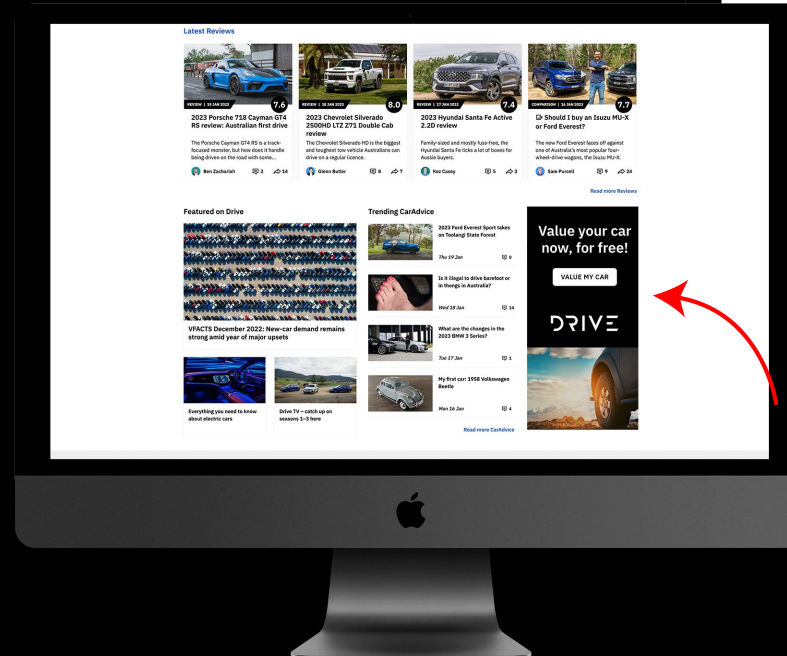 Latest Reviews
REVIEW | 19 JAN 2023
7.6
2023 Porsche 718 Cayman GT4
RS review: Australian first drive
The Porsche Cayman GT4 RS is a track-
focused monster, but how does it handle
being driven on the road with some...
Ben Zachariah
2
14
REVIEW | 18 JAN 2023
8.0
2023 Chevrolet Silverado
2500HD LTZ Z71 Double Cab
review
The Chevrolet Silverado HD is the biggest
and toughest tow vehicle Australians can
drive on a regular licence.
Glenn Butler
8
7
REVIEW | 17 JAN 2023
7.4
2023 Hyundai Santa Fe Active
2.2D review
Family-sized and mostly fuss-free, the
Hyundai Santa Fe ticks a lot of boxes for
Aussie buyers.
Kez Casey
5
3
COMPARISON | 16 JAN 2023
7.7
Should I buy an Isuzu MU-X
or Ford Everest?
The new Ford Everest faces off against
one of Australia's most popular four-
wheel-drive wagons, the Isuzu MU-X.
Sam Purcell
9
24
Read more Reviews
Featured on Drive
VFACTS December 2022: New-car demand remains
strong amid year of major upsets
Everything you need to know
about electric cars
Drive TV – catch up on
seasons 1–3 here
Trending CarAdvice
2023 Ford Everest Sport takes
on Toolangi State Forest
Thu 19 Jan
0
Is it illegal to drive barefoot or
in thongs in Australia?
Wed 18 Jan
14
What are the changes in the
2023 BMW 3 Series?
Tue 17 Jan
1
My first car: 1958 Volkswagen
Beetle
Mon 16 Jan
4
Read more CarAdvice
Value your car
now, for free!
VALUE MY CAR
DRIVE